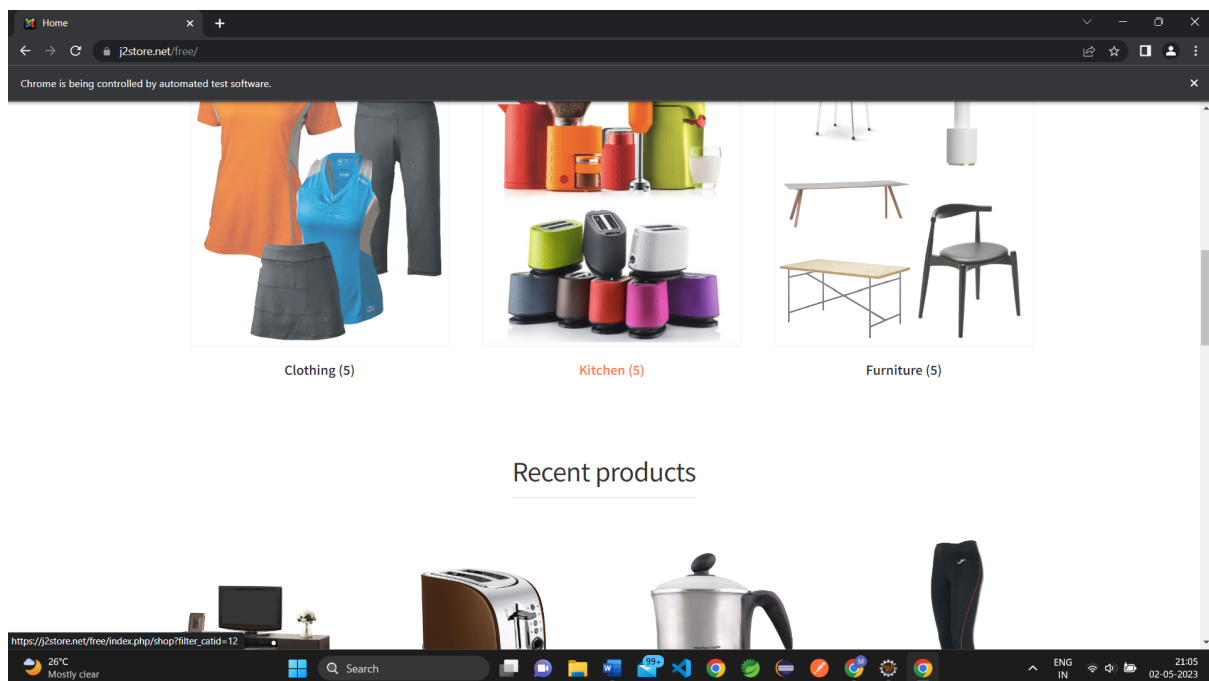 Home
j2store.net/free/
Chrome is being controlled by automated test software.
Clothing (5)
Kitchen (5)
Furniture (5)
Recent products
https://j2store.net/free/index.php/shop?filter_catid=12
26°C
Mostly clear
Search
99+
M
ENG
IN
21:05
02-05-2023